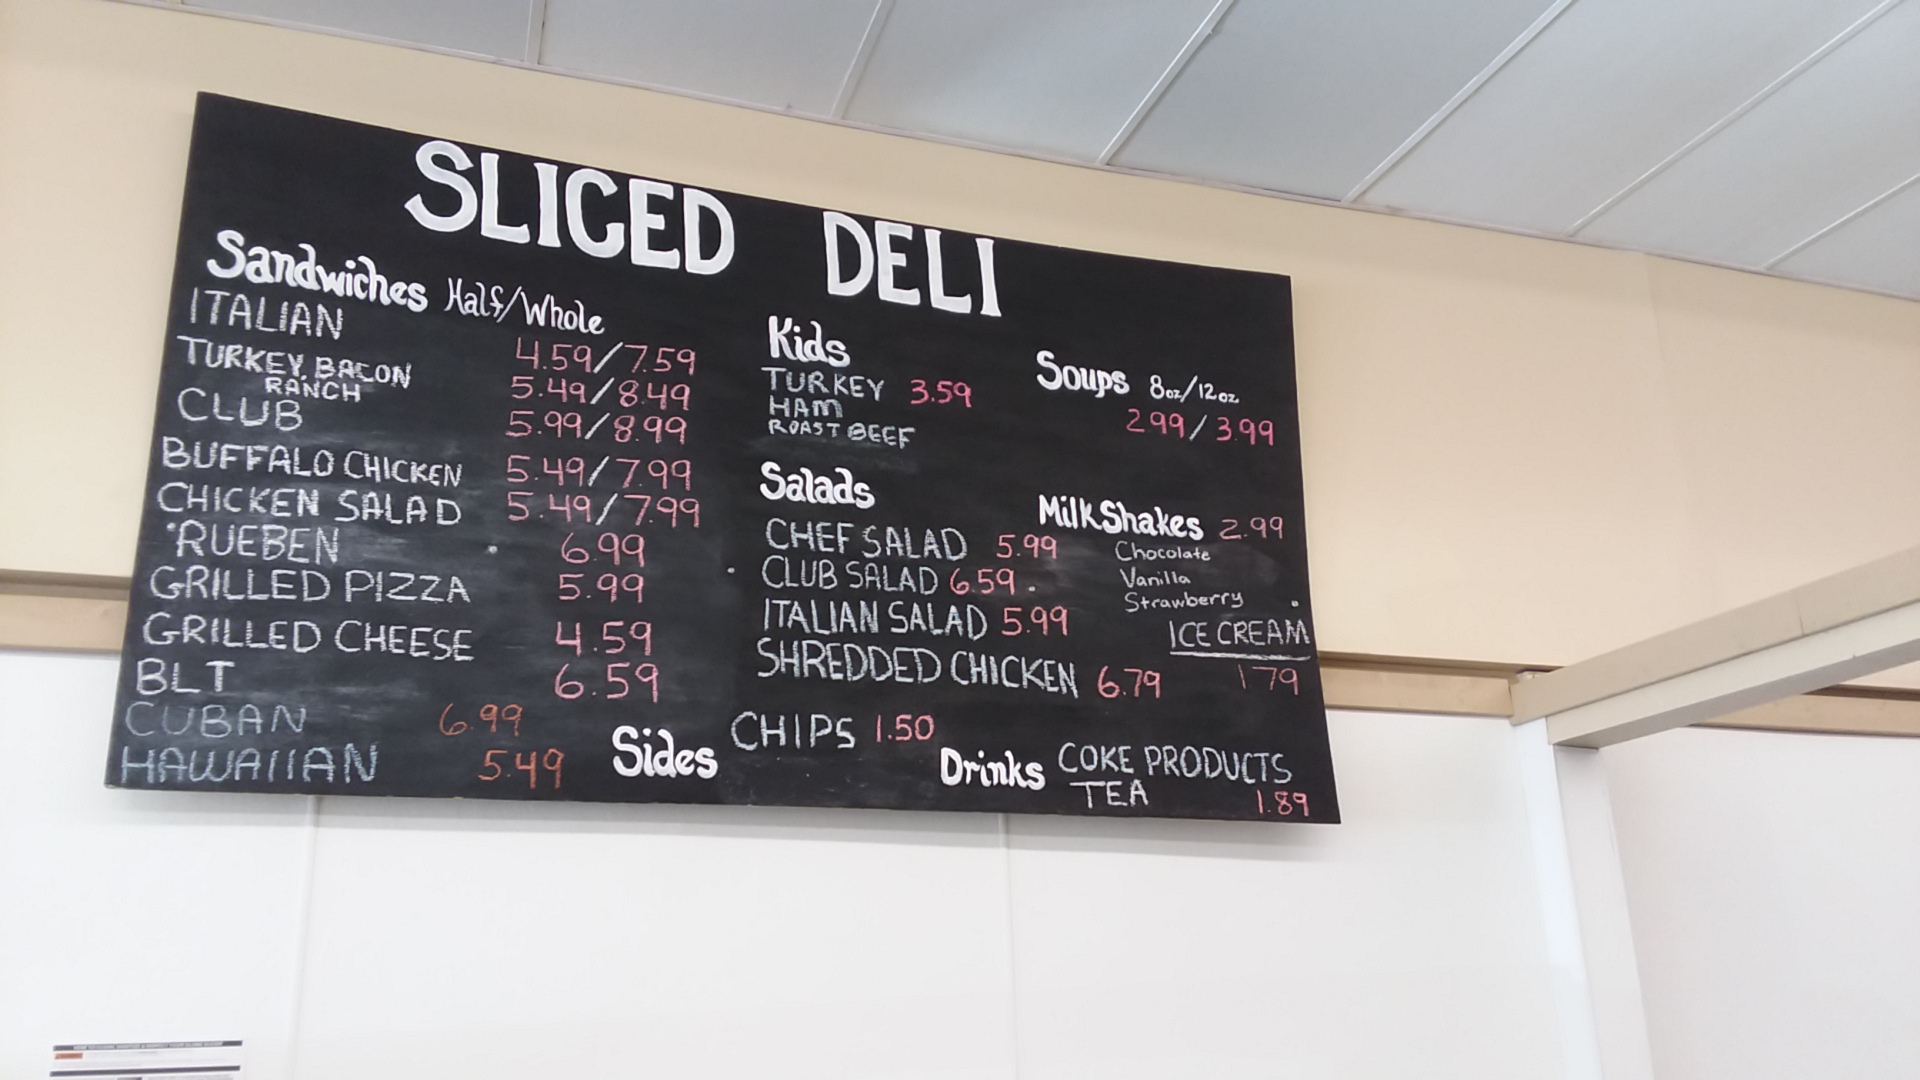 SLICED DELI
Sandwiches Half/Whole
ITALIAN 4.59/7.59
TURKEY, BACON
RANCH 5.49/8.49
CLUB 5.99/8.99
BUFFALO CHICKEN 5.49/7.99
CHICKEN SALAD 5.49/7.99
RUEBEN 6.99
GRILLED PIZZA 5.99
GRILLED CHEESE 4.59
BLT 6.59
CUBAN 6.99
HAWAIIAN 5.49
Kids
TURKEY 3.59
HAM
ROAST BEEF
Salads
CHEF SALAD 5.99
CLUB SALAD 6.59
ITALIAN SALAD 5.99
SHREDDED CHICKEN 6.79
Soups 8oz/12oz
2.99/3.99
MilkShakes 2.99
Chocolate
Vanilla
Strawberry
ICE CREAM
1.79
Sides CHIPS 1.50
Drinks COKE PRODUCTS
TEA 1.89